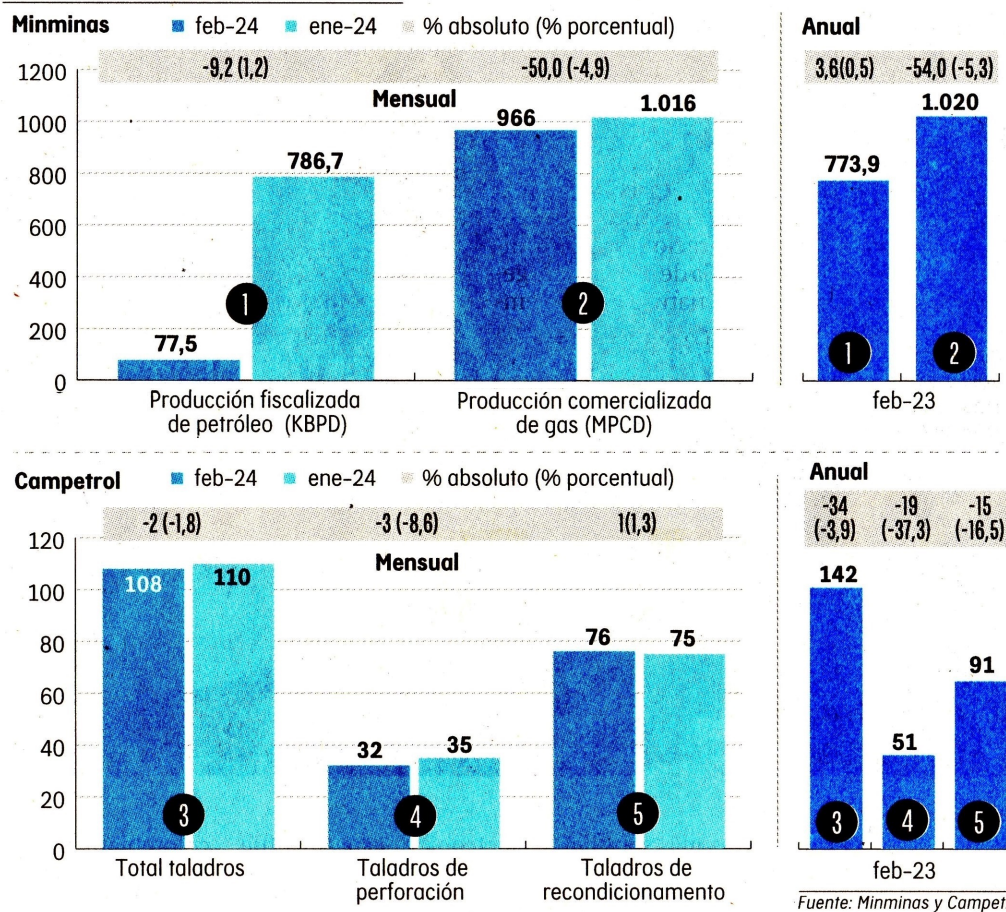 Minminas
feb-24 ene-24 % absoluto (% porcentual)
-9,2 (1,2) -50,0 (-4,9)
Mensual
1200
1000
800
600
400
200
0
77,5
786,7
966
1.016
1
2
Producción fiscalizada
de petróleo (KBPD)
Producción comercializada
de gas (MPCD)
Anual
3,6(0,5) -54,0 (-5,3)
773,9
1.020
1
2
feb-23
Campetrol
feb-24 ene-24 % absoluto (% porcentual)
-2 (-1,8) -3 (-8,6) 1(1,3)
Mensual
120
100
80
60
40
20
0
108
110
32
35
76
75
3
4
5
Total taladros
Taladros de
perforación
Taladros de
recondicionamento
Anual
-34 -19 -15
(-3,9) (-37,3) (-16,5)
142
51
91
3
4
5
feb-23
Fuente: Minminas y Campet